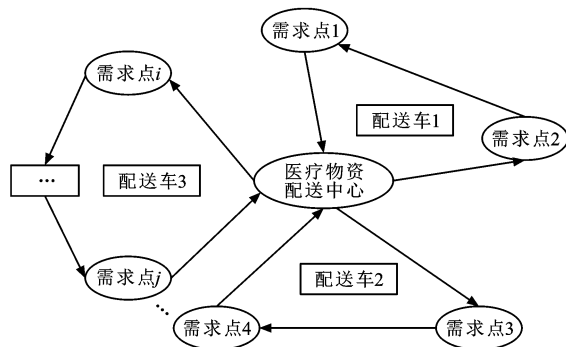 需求点1
需求点i
配送车1
需求点2
…
配送车3
医疗物资
配送中心
需求点j
配送车2
…
需求点4
需求点3